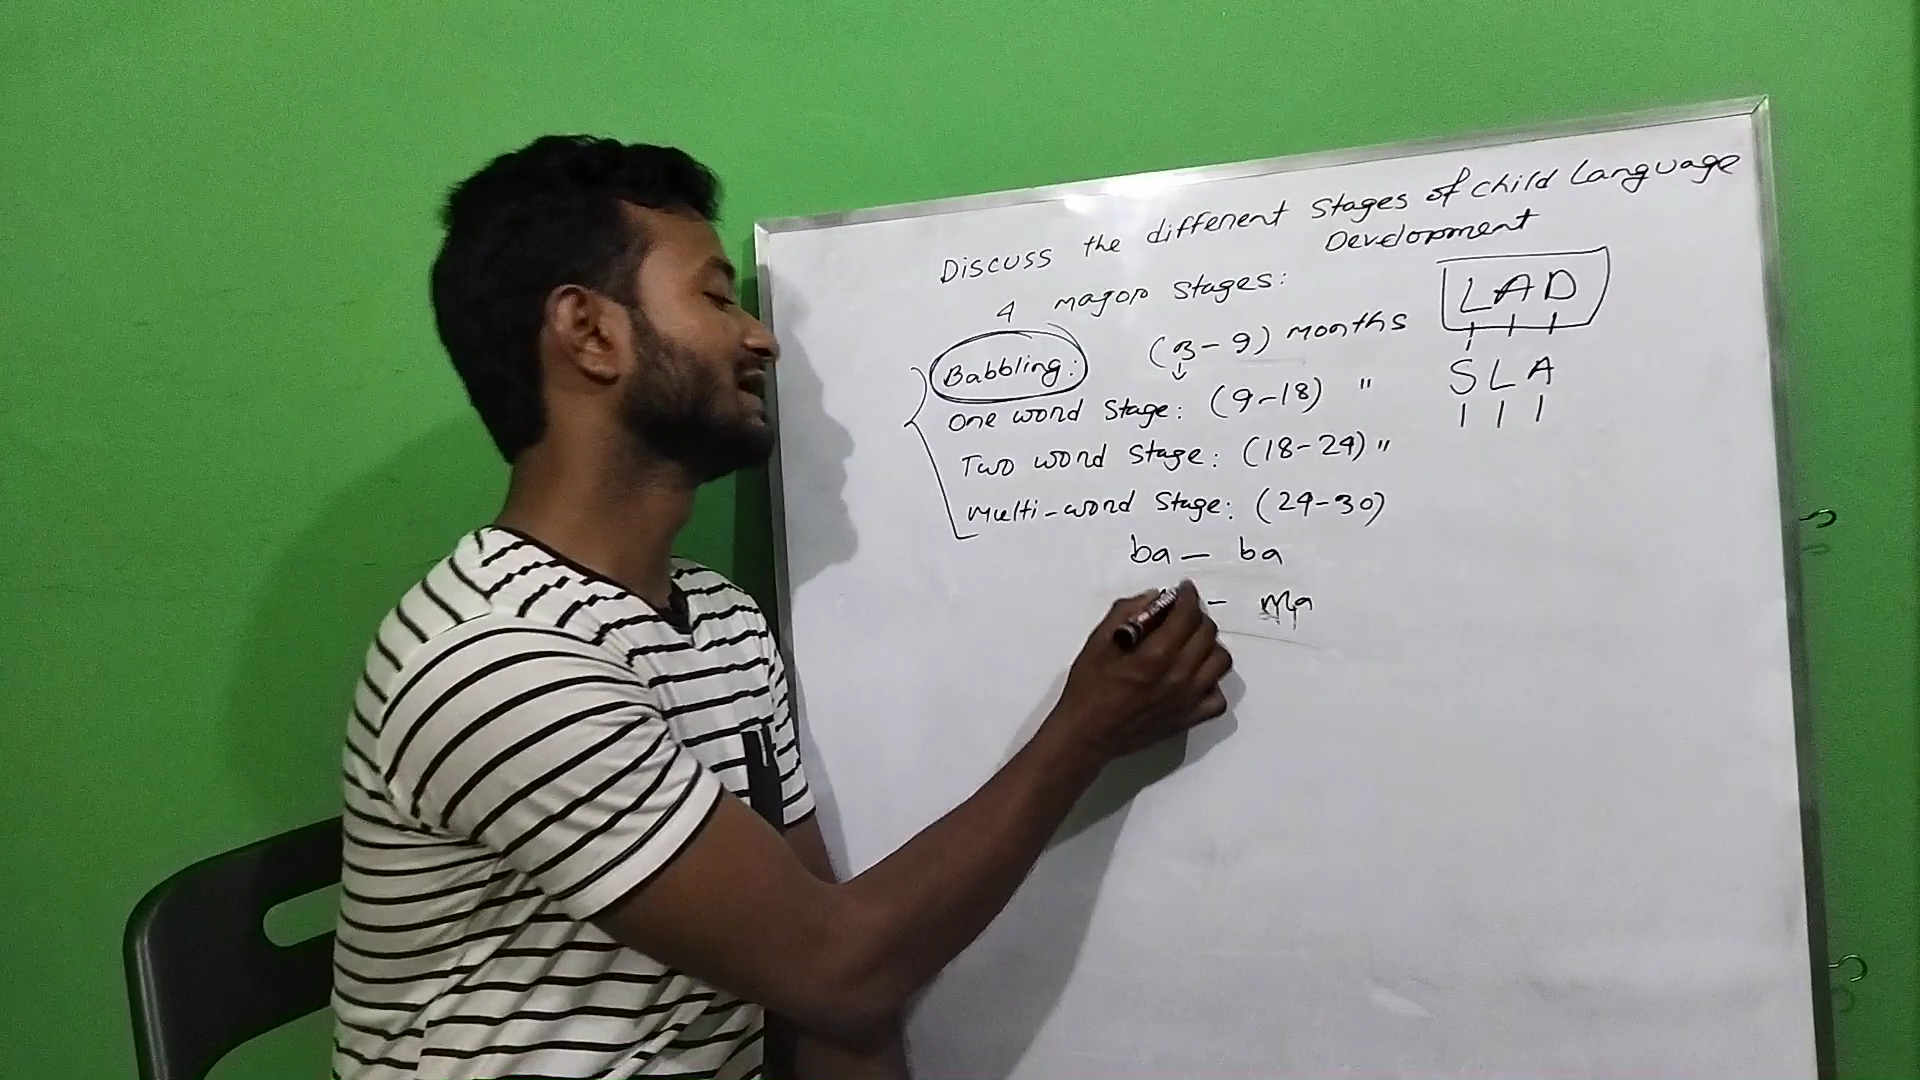 Discuss the different Stages of Child Language
Development
4 major Stages:
Babbling: (3-9) months
One word Stage: (9-18) "
Two word Stage: (18-24) "
Multi-word Stage: (24-30)
ba - ba
- ma
LAD
SLA